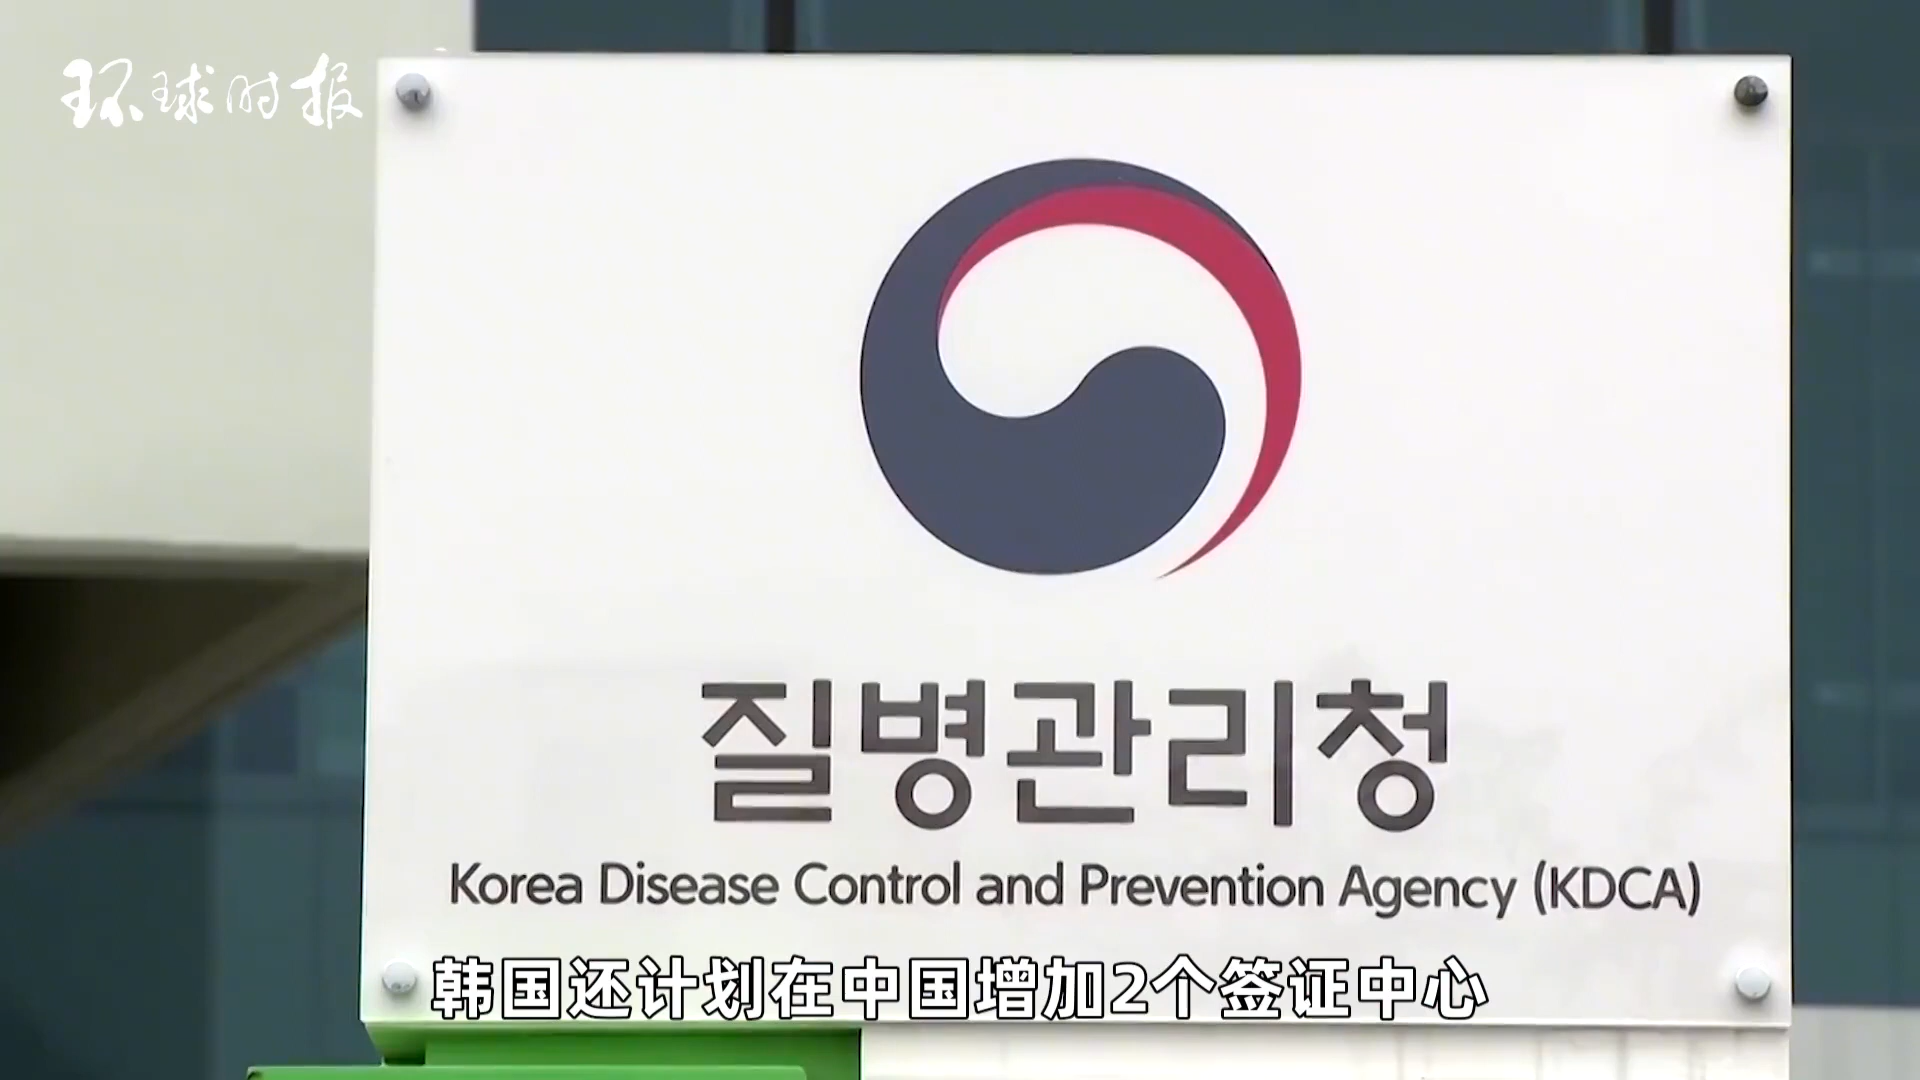 环球时报
질병관리청
Korea Disease Control and Prevention Agency (KDCA)
韩国还计划在中国增加2个签证中心